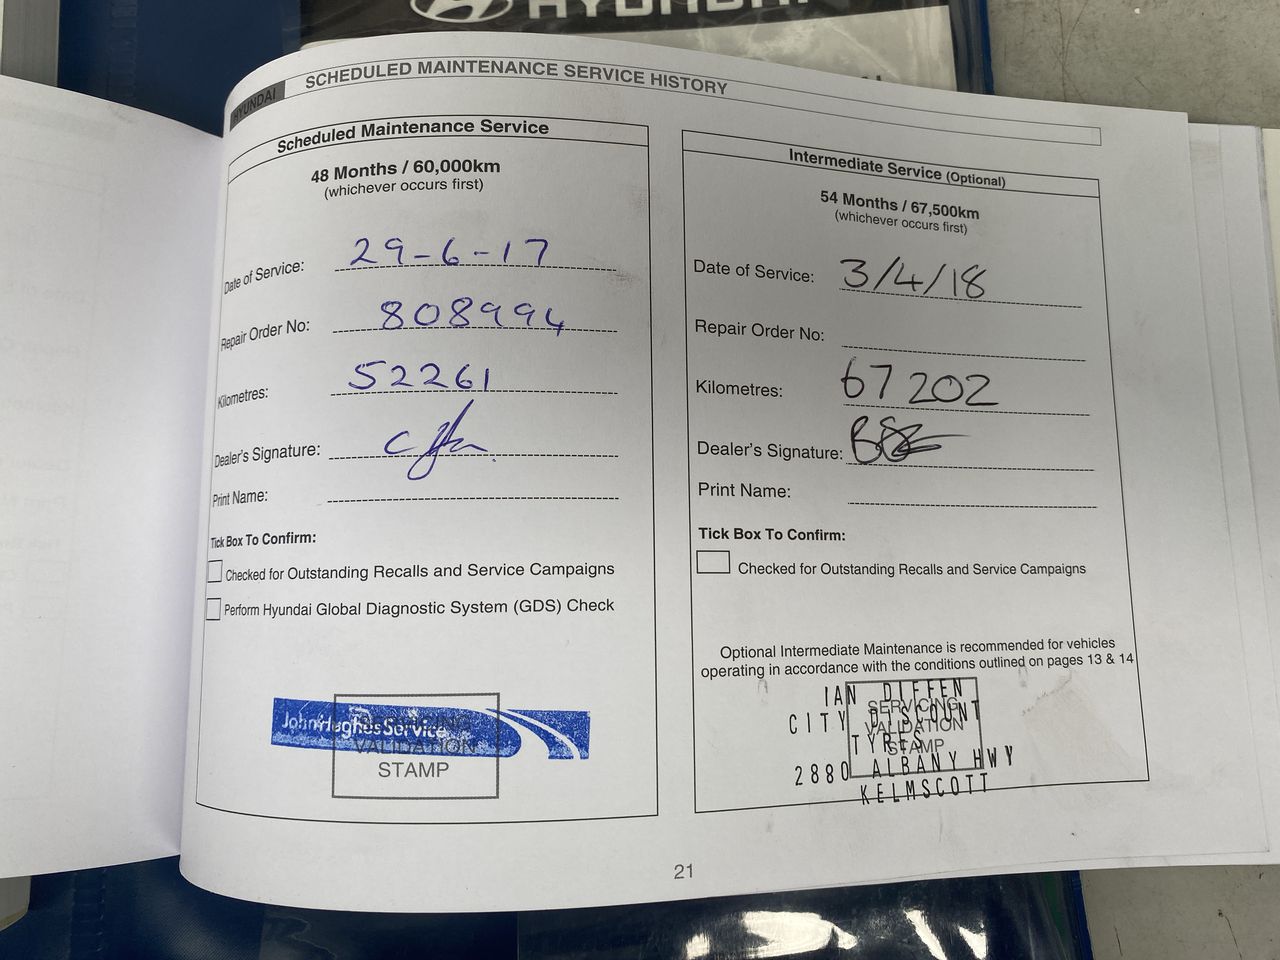 HYUNDAI
HYUNDAI
SCHEDULED MAINTENANCE SERVICE HISTORY
Scheduled Maintenance Service
48 Months / 60,000km
(whichever occurs first)
Date of Service: 29-6-17
Repair Order No: 808994
Kilometres: 52261
Dealer's Signature:
Print Name:
Tick Box To Confirm:
Checked for Outstanding Recalls and Service Campaigns
Perform Hyundai Global Diagnostic System (GDS) Check
John Hughes Service
SERVICING
VALIDATION
STAMP
Intermediate Service (Optional)
54 Months / 67,500km
(whichever occurs first)
Date of Service: 3/4/18
Repair Order No:
Kilometres: 67202
Dealer's Signature:
Print Name:
Tick Box To Confirm:
Checked for Outstanding Recalls and Service Campaigns
Optional Intermediate Maintenance is recommended for vehicles
operating in accordance with the conditions outlined on pages 13 & 14
IAN DIFFEN
CITY DISCOUNT
TYRES
2880 ALBANY HWY
KELMSCOTT
SERVICING
VALIDATION
STAMP
21